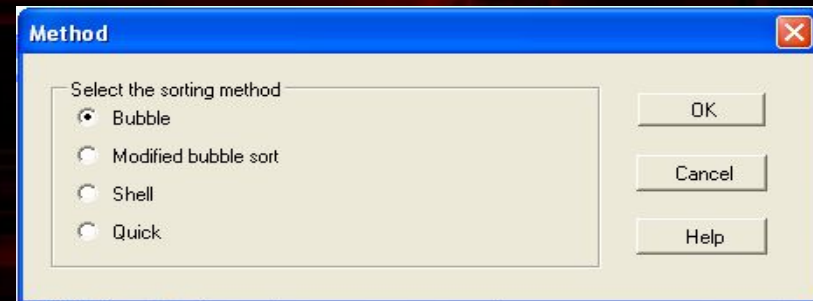 Method
Select the sorting method
Bubble
Modified bubble sort
Shell
Quick
OK
Cancel
Help